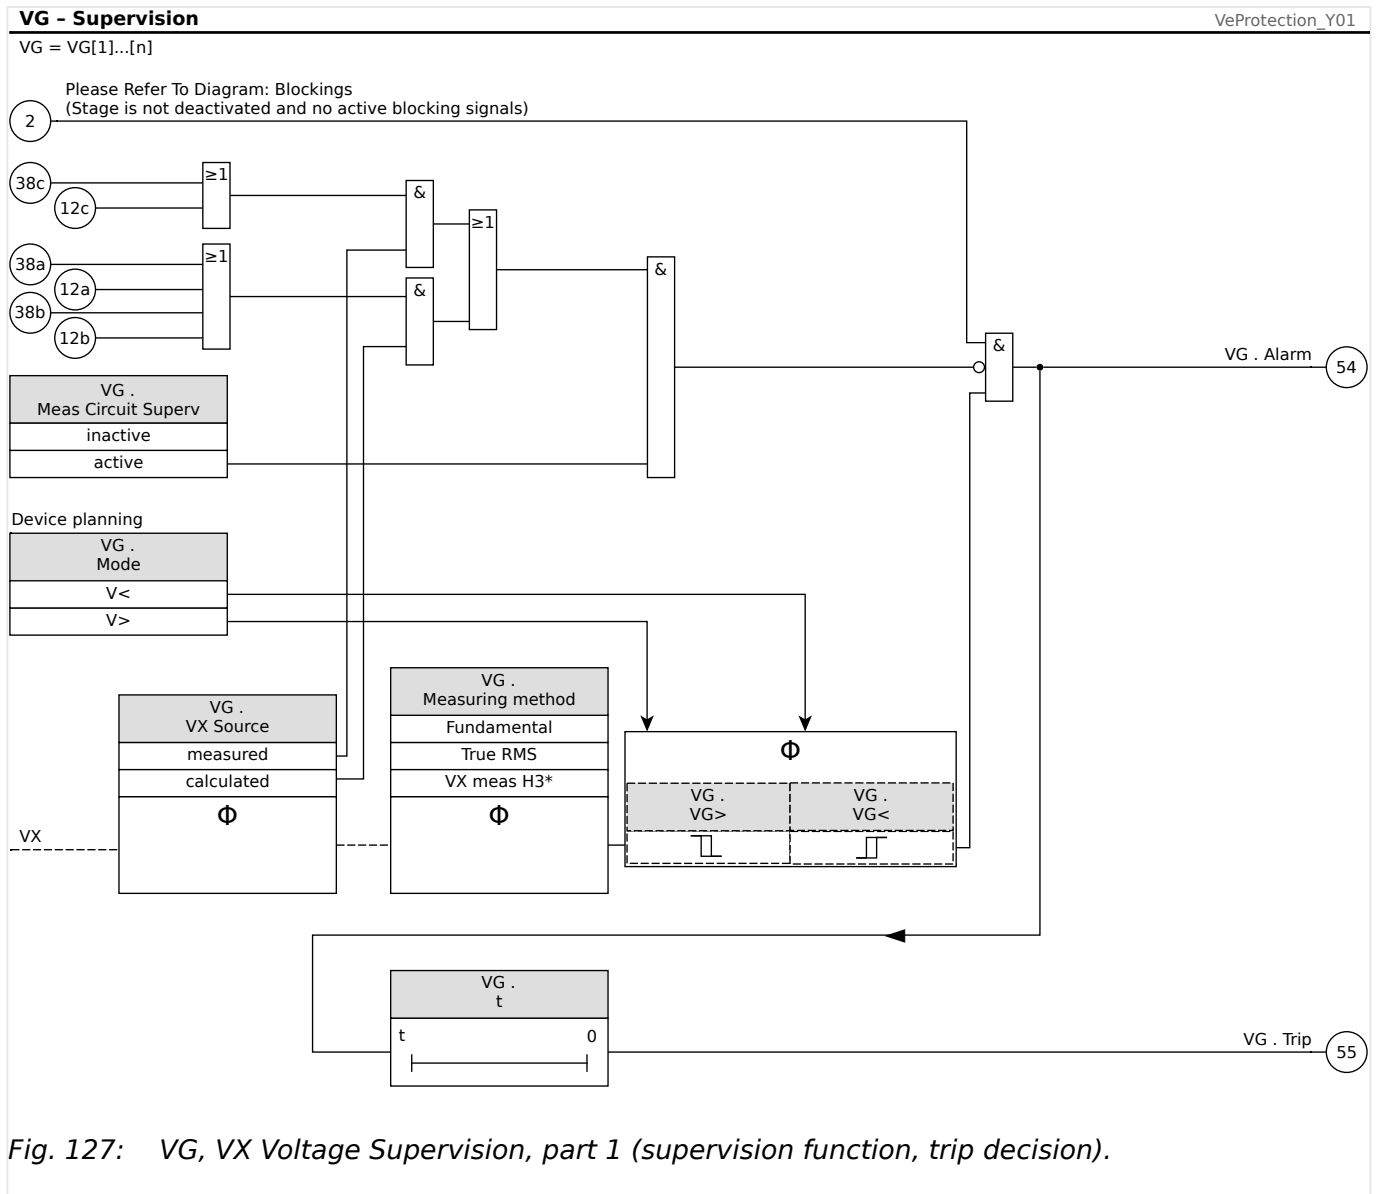 VG – Supervision
VeProtection_Y01
VG = VG[1]...[n]
Please Refer To Diagram: Blockings
(Stage is not deactivated and no active blocking signals)
2
38c
12c
≥1
&
≥1
38a
12a
38b
12b
≥1
&
&
&
VG . Alarm
54
VG .
Meas Circuit Superv
inactive
active
Device planning
VG .
Mode
V<
V>
VG .
VX Source
measured
calculated
Φ
VX
VG .
Measuring method
Fundamental
True RMS
VX meas H3*
Φ
Φ
VG .
VG>
VG .
VG<
VG .
t
t
0
VG . Trip
55
Fig. 127: VG, VX Voltage Supervision, part 1 (supervision function, trip decision).